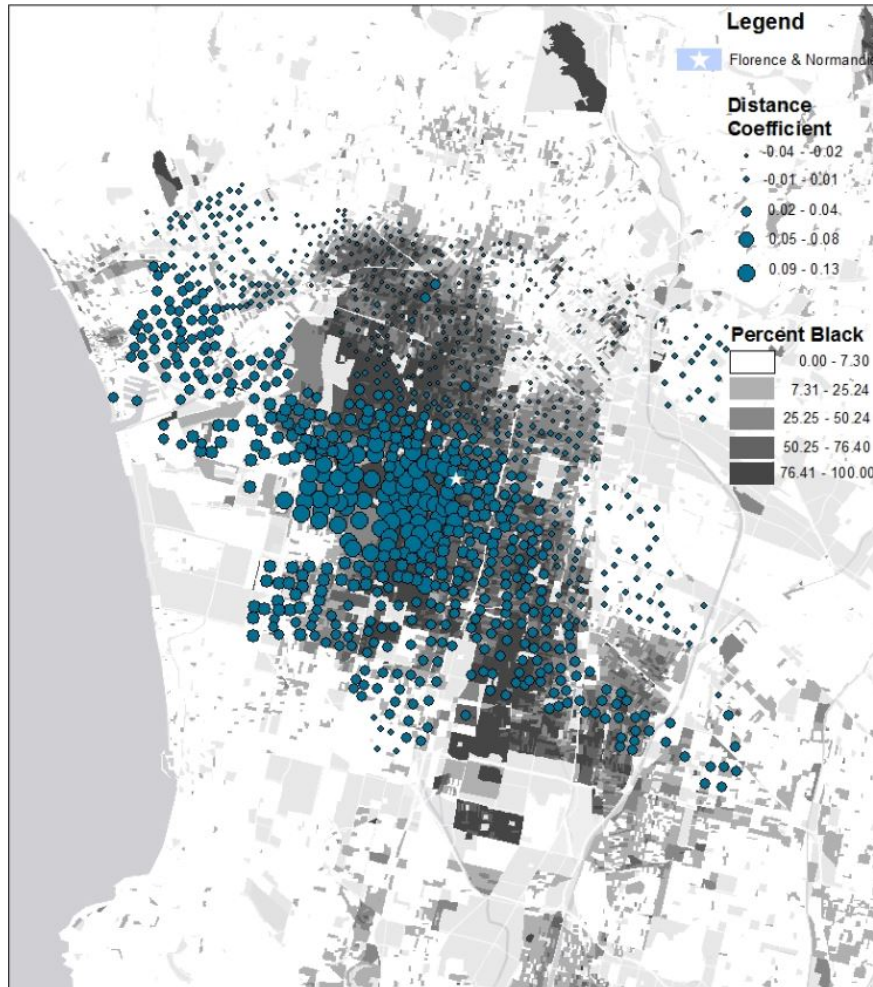 Legend
Florence & Normandie
Distance
Coefficient
-0.04 - -0.02
-0.01 - 0.01
0.02 - 0.04
0.05 - 0.08
0.09 - 0.13
Percent Black
0.00 - 7.30
7.31 - 25.24
25.25 - 50.24
50.25 - 76.40
76.41 - 100.00